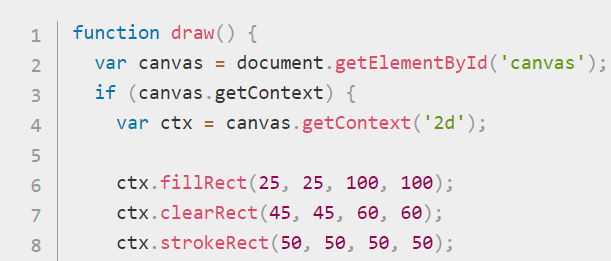 1 function draw() {
2 var canvas = document.getElementById('canvas');
3 if (canvas.getContext) {
4 var ctx = canvas.getContext('2d');
5
6 ctx.fillRect(25, 25, 100, 100);
7 ctx.clearRect(45, 45, 60, 60);
8 ctx.strokeRect(50, 50, 50, 50);